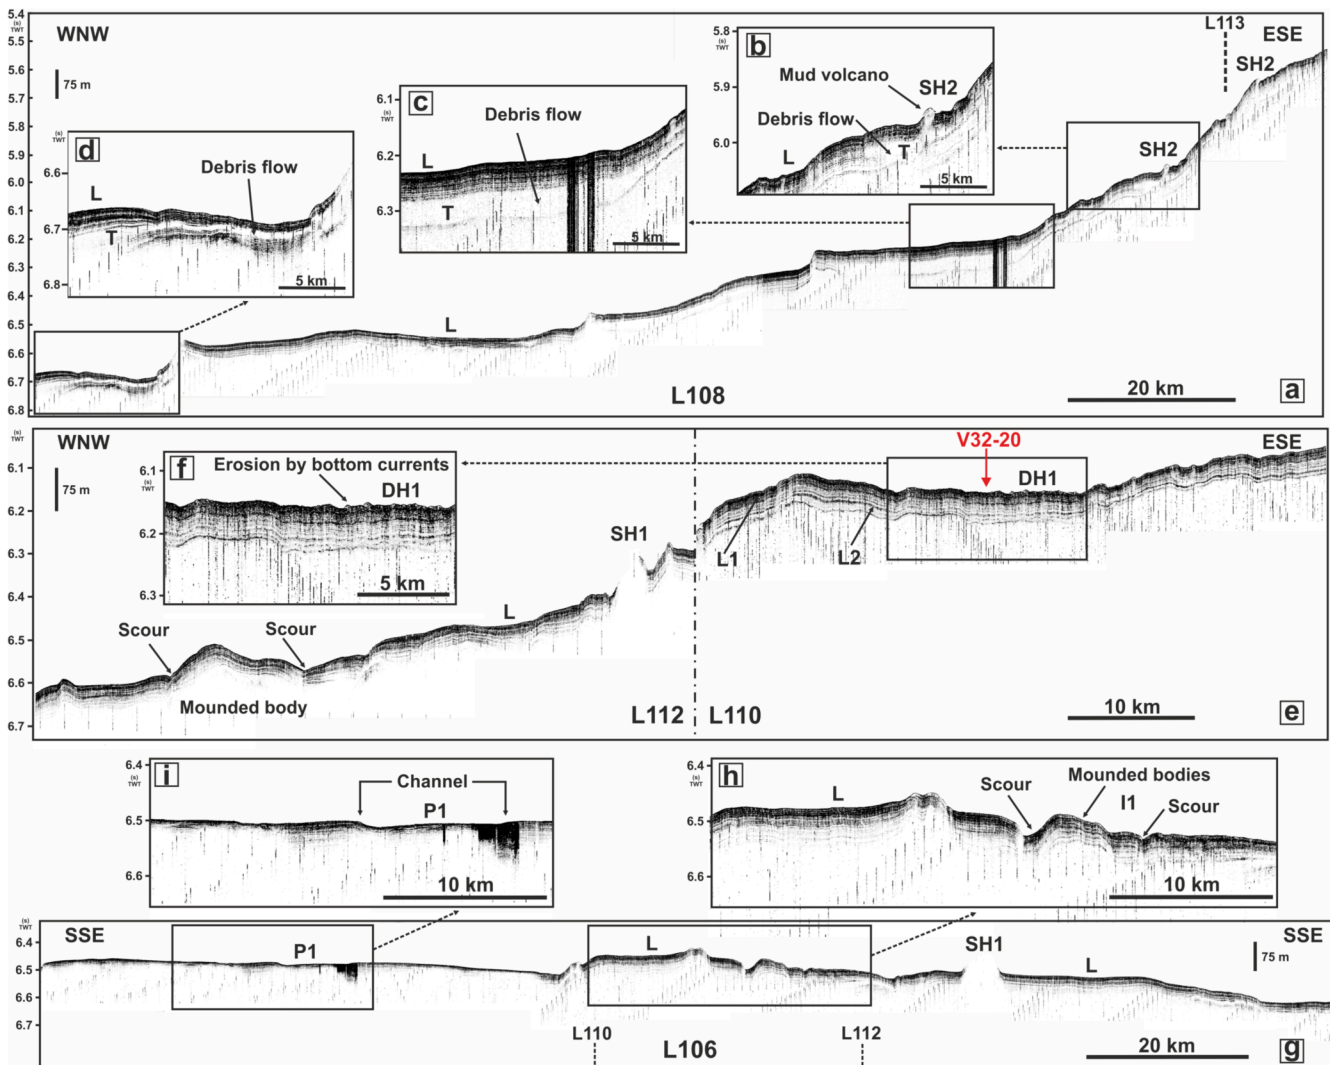 5.4
(s)
TWT
5.5
5.6
5.7
5.8
5.9
6.0
6.1
6.2
6.3
6.4
6.5
6.6
6.7
6.8
WNW
75 m
L113
ESE
SH2
SH2
b
5.8
(s)
TWT
5.9
6.0
Mud volcano
SH2
Debris flow
L
T
5 km
c
6.1
(s)
TWT
6.2
6.3
Debris flow
L
T
5 km
d
(s)
TWT
6.6
6.7
6.8
Debris flow
L
T
5 km
L
L108
20 km
a
(s)
TWT
6.1
6.2
6.3
6.4
6.5
6.6
6.7
WNW
75 m
f
6.1
(s)
TWT
6.2
6.3
Erosion by bottom currents
DH1
5 km
V32-20
ESE
DH1
L1
L2
SH1
L
Scour
Scour
Mounded body
L112
L110
10 km
e
i
6.4
(s)
TWT
6.5
6.6
Channel
P1
10 km
h
6.4
(s)
TWT
6.5
6.6
L
Scour
Mounded bodies
I1
Scour
10 km
(s)
TWT
6.4
6.5
6.6
6.7
SSE
P1
L
SH1
L
SSE
75 m
L110
L106
L112
20 km
g